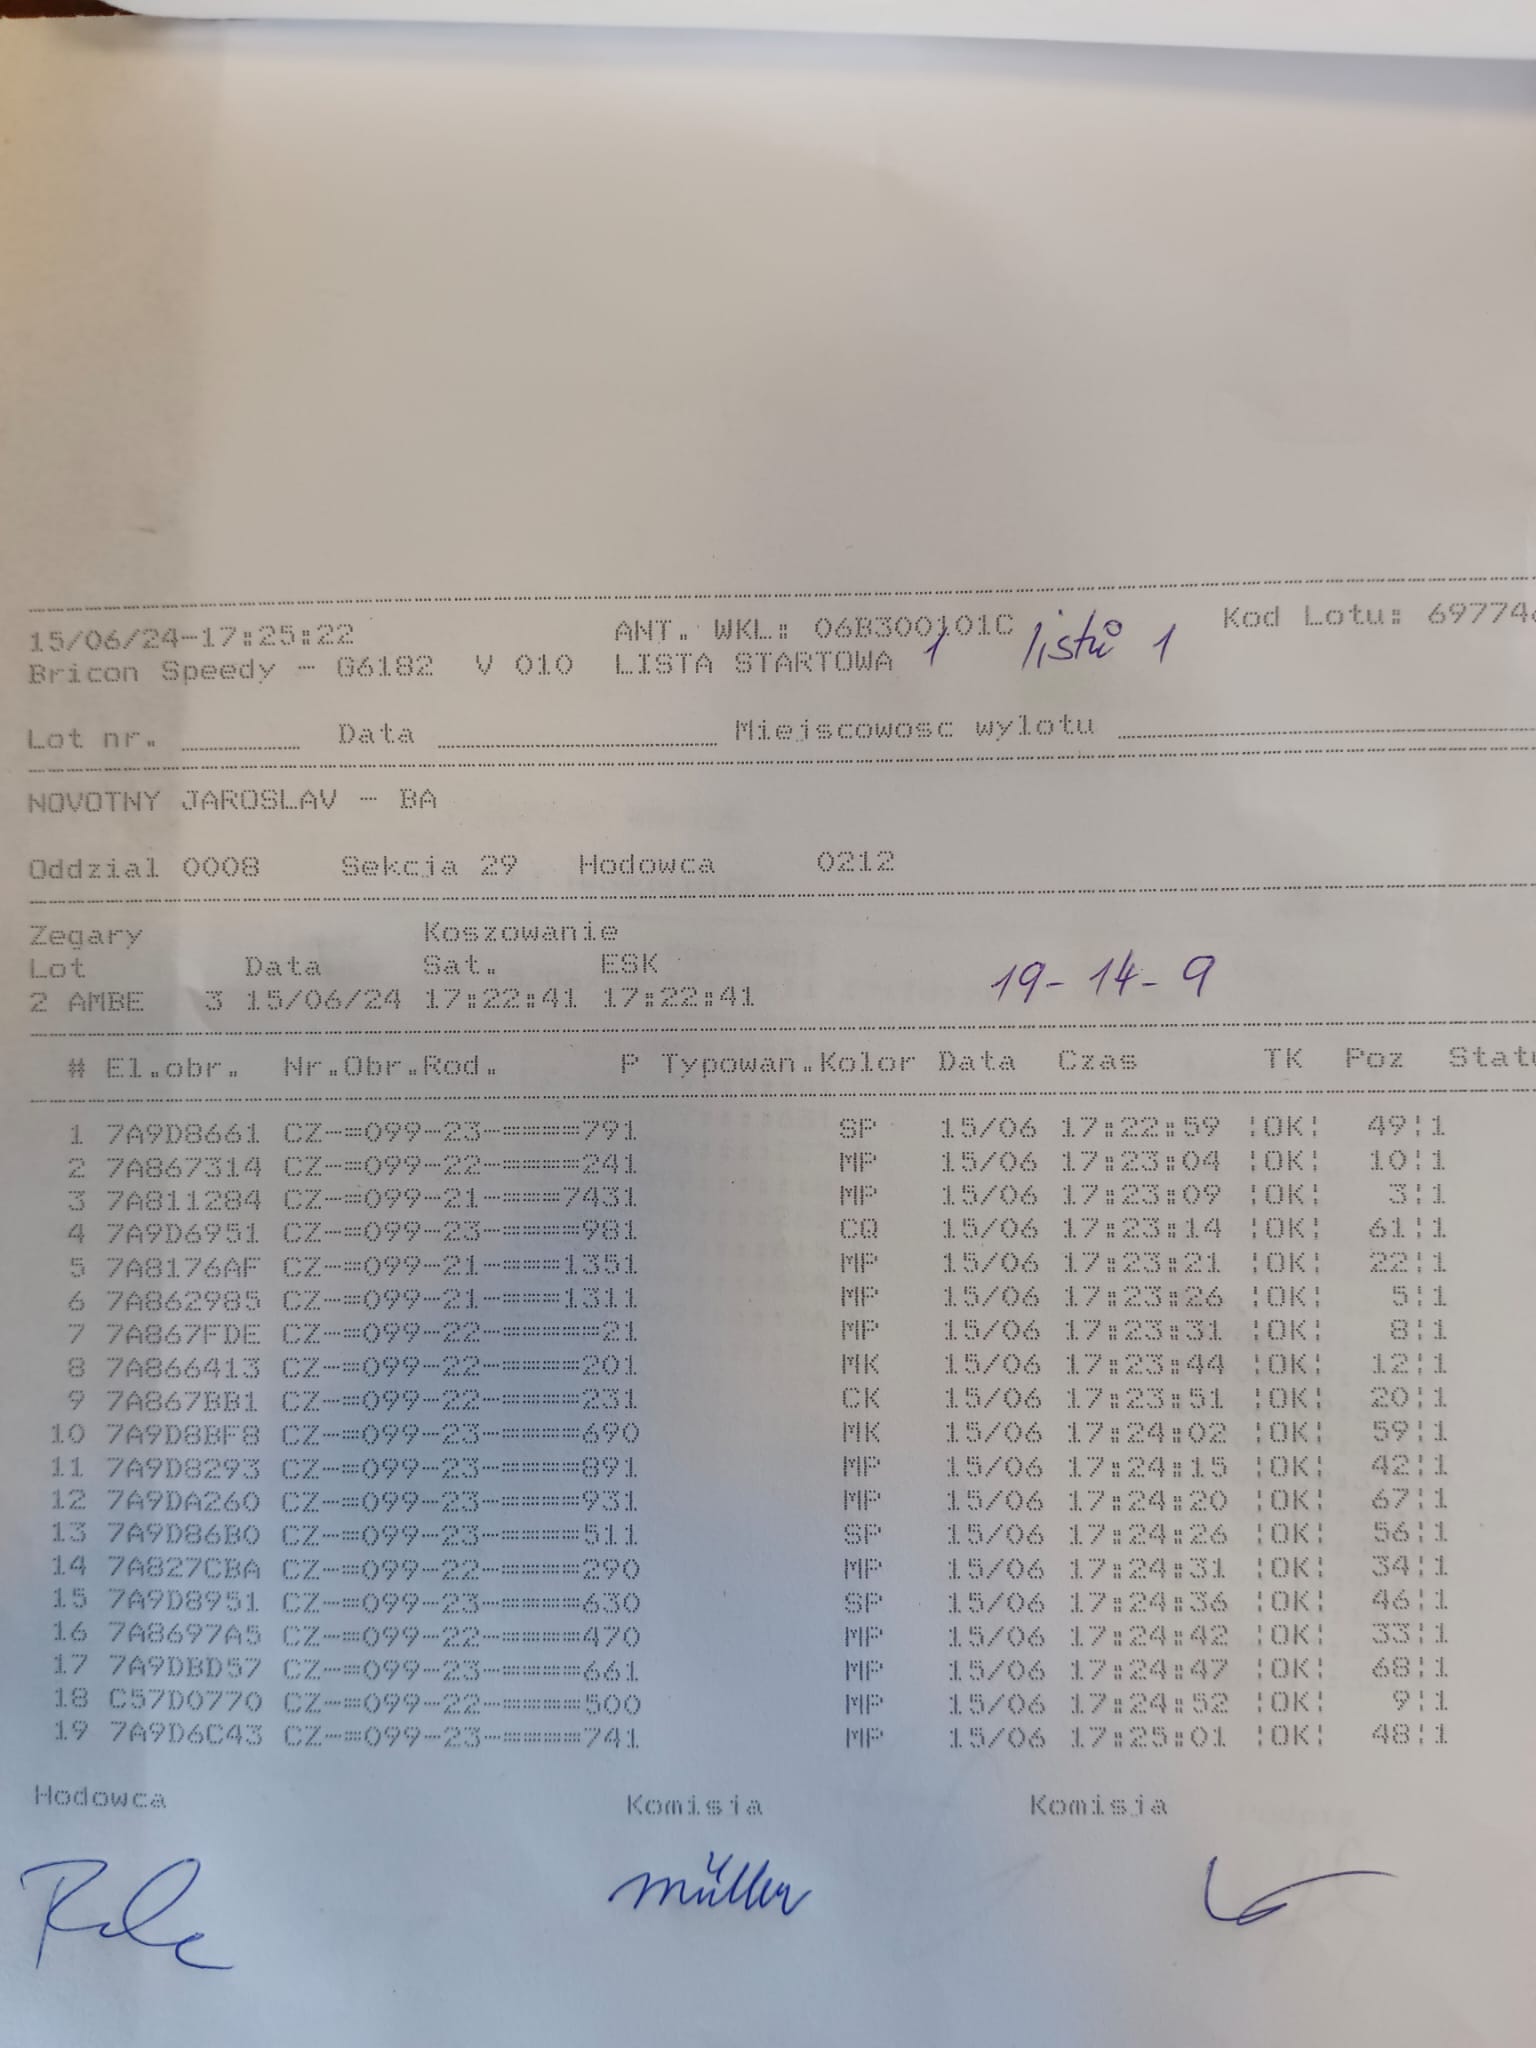 15/06/24-17:25:22 ANT. WKL: 06B300101C Kod Lotu: 69774
Bricon Speedy - G6182 V 010 LISTA STARTOWA 1 listů 1
Lot nr. Data Miejscowosc wylotu
NOVOTNY JAROSLAV - BA
Oddzial 0008 Sekcja 29 Hodowca 0212
Zegary Koszowanie
Lot Data Sat. ESK 19-14-9
2 AMBE 3 15/06/24 17:22:41 17:22:41
# El.obr. Nr.Obr.Rod. P Typowan.Kolor Data Czas TK Poz Statu
1 7A9D8661 CZ-=099-23-====791 SP 15/06 17:22:59 ¦OK¦ 49¦1
2 7A867314 CZ-=099-22-====241 MP 15/06 17:23:04 ¦OK¦ 10¦1
3 7A811284 CZ-=099-21-===7431 MP 15/06 17:23:09 ¦OK¦ 3¦1
4 7A9D6951 CZ-=099-23-====981 CQ 15/06 17:23:14 ¦OK¦ 61¦1
5 7A8176AF CZ-=099-21-===1351 MP 15/06 17:23:21 ¦OK¦ 22¦1
6 7A862985 CZ-=099-21-===1311 MP 15/06 17:23:26 ¦OK¦ 5¦1
7 7A867FDE CZ-=099-22-=====21 MP 15/06 17:23:31 ¦OK¦ 8¦1
8 7A866413 CZ-=099-22-====201 MK 15/06 17:23:44 ¦OK¦ 12¦1
9 7A867BB1 CZ-=099-22-====231 CK 15/06 17:23:51 ¦OK¦ 20¦1
10 7A9D8BF8 CZ-=099-23-====690 MK 15/06 17:24:02 ¦OK¦ 59¦1
11 7A9D8293 CZ-=099-23-====891 MP 15/06 17:24:15 ¦OK¦ 42¦1
12 7A9DA260 CZ-=099-23-====931 MP 15/06 17:24:20 ¦OK¦ 67¦1
13 7A9D86B0 CZ-=099-23-====511 SP 15/06 17:24:26 ¦OK¦ 56¦1
14 7A827CBA CZ-=099-22-====290 MP 15/06 17:24:31 ¦OK¦ 34¦1
15 7A9D8951 CZ-=099-23-====630 SP 15/06 17:24:36 ¦OK¦ 46¦1
16 7A8697A5 CZ-=099-22-====470 MP 15/06 17:24:42 ¦OK¦ 33¦1
17 7A9DBD57 CZ-=099-23-====661 MP 15/06 17:24:47 ¦OK¦ 68¦1
18 C57D0770 CZ-=099-22-====500 MP 15/06 17:24:52 ¦OK¦ 9¦1
19 7A9D6C43 CZ-=099-23-====741 MP 15/06 17:25:01 ¦OK¦ 48¦1
Hodowca Komisja Komisja
Müller